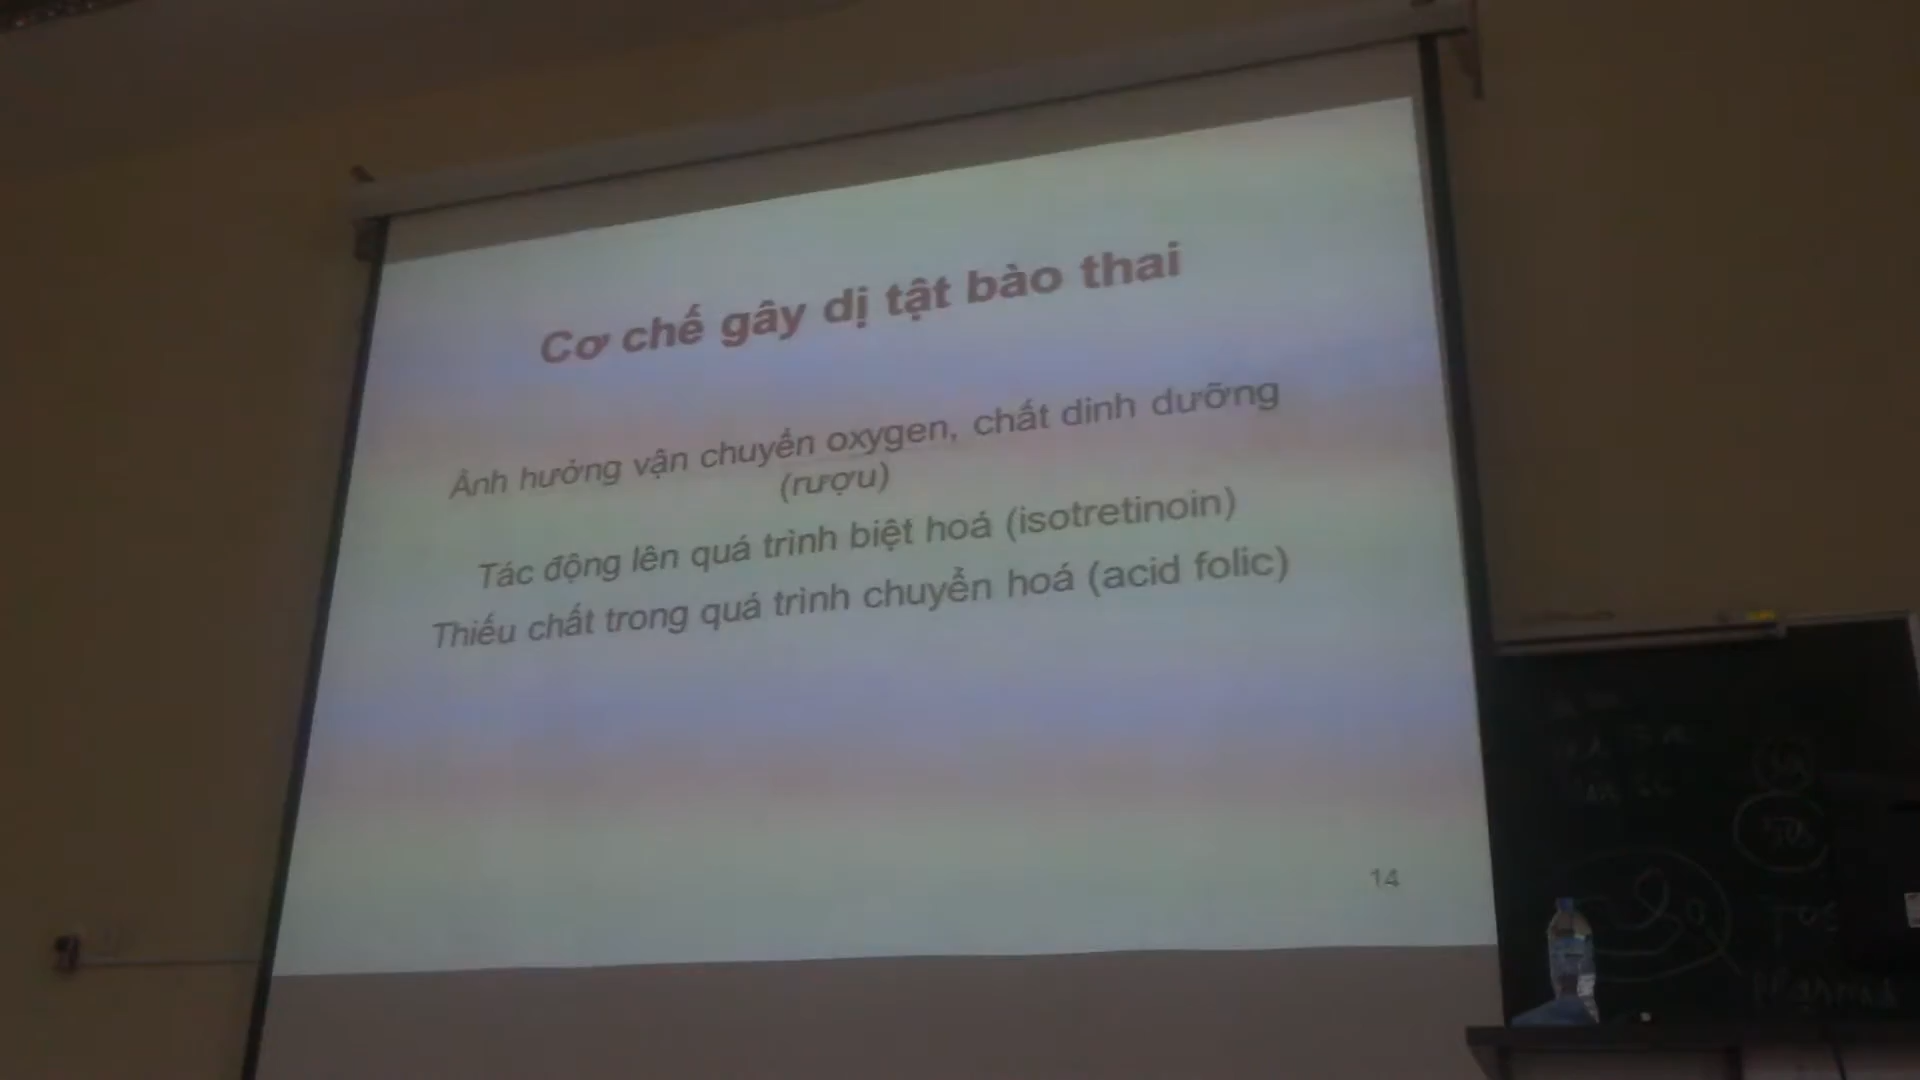 Cơ chế gây dị tật bào thai
Ảnh hưởng vận chuyển oxygen, chất dinh dưỡng
(rượu)
Tác động lên quá trình biệt hoá (isotretinoin)
Thiếu chất trong quá trình chuyển hoá (acid folic)
14